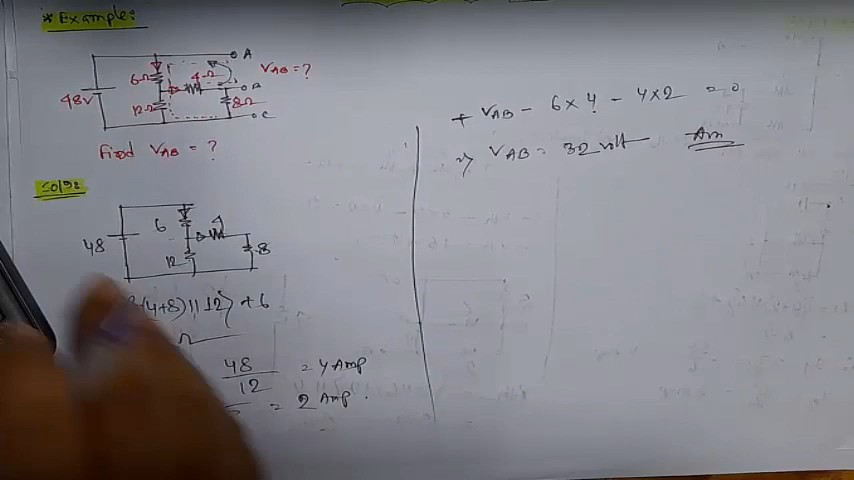 * Example:
A
6Ω
4Ω
VAB = ?
48V
B
12Ω
8Ω
C
Find VAB = ?
Sol^n:
6
4
48
12
8
(4+8) || 12} + 6
48
12
= 4 Amp
= 2 Amp.
+ VAB - 6 x 4 - 4 x 2 = 0
=> VAB = 32 volt Ans